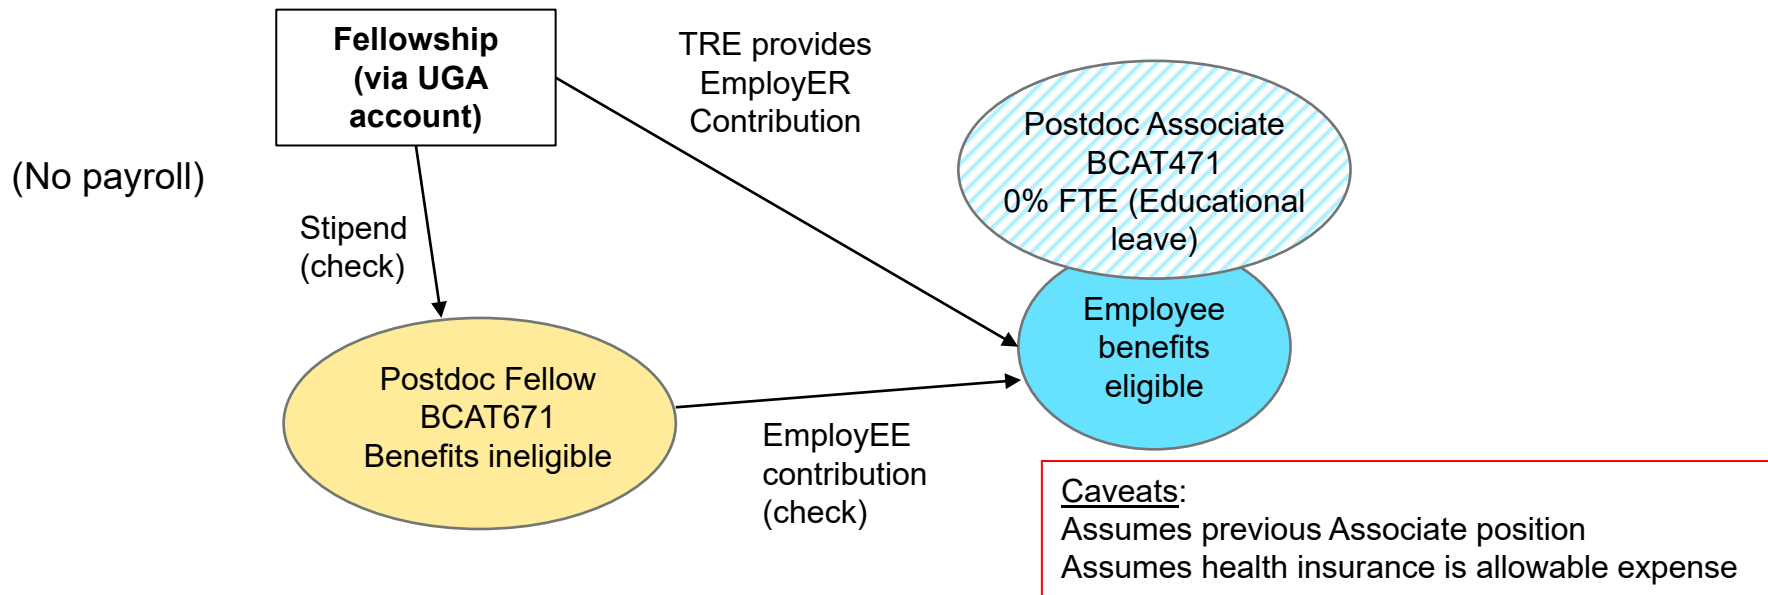 Fellowship
(via UGA
account)
TRE provides
EmployER
Contribution
Postdoc Associate
BCAT471
0% FTE (Educational
leave)
(No payroll)
Stipend
(check)
Employee
benefits
eligible
Postdoc Fellow
BCAT671
Benefits ineligible
EmployEE
contribution
(check)
Caveats:
Assumes previous Associate position
Assumes health insurance is allowable expense